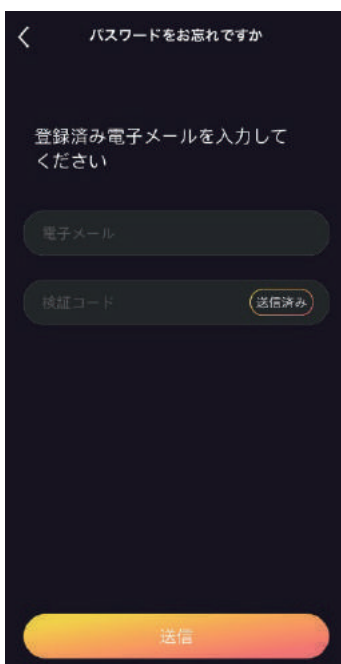 パスワードをお忘れですか
登録済み電子メールを入力して
ください
電子メール
検証コード
送信済み
送信